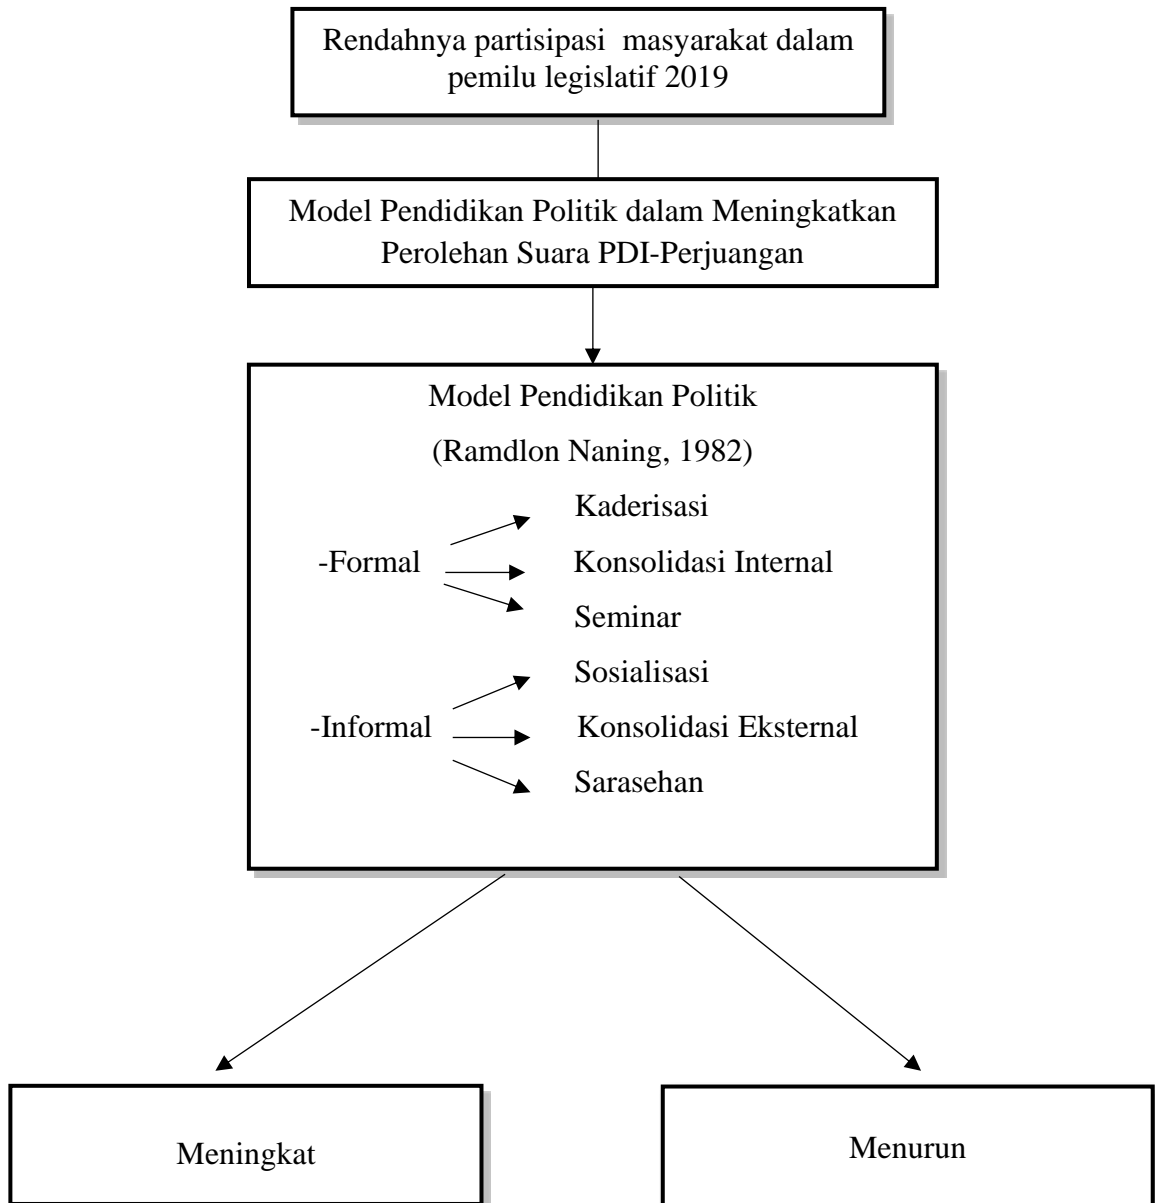 Rendahnya partisipasi masyarakat dalam
pemilu legislatif 2019
Model Pendidikan Politik dalam Meningkatkan
Perolehan Suara PDI-Perjuangan
Model Pendidikan Politik
(Ramdlon Naning, 1982)
Kaderisasi
-Formal Konsolidasi Internal
Seminar
Sosialisasi
-Informal Konsolidasi Eksternal
Sarasehan
Meningkat
Menurun